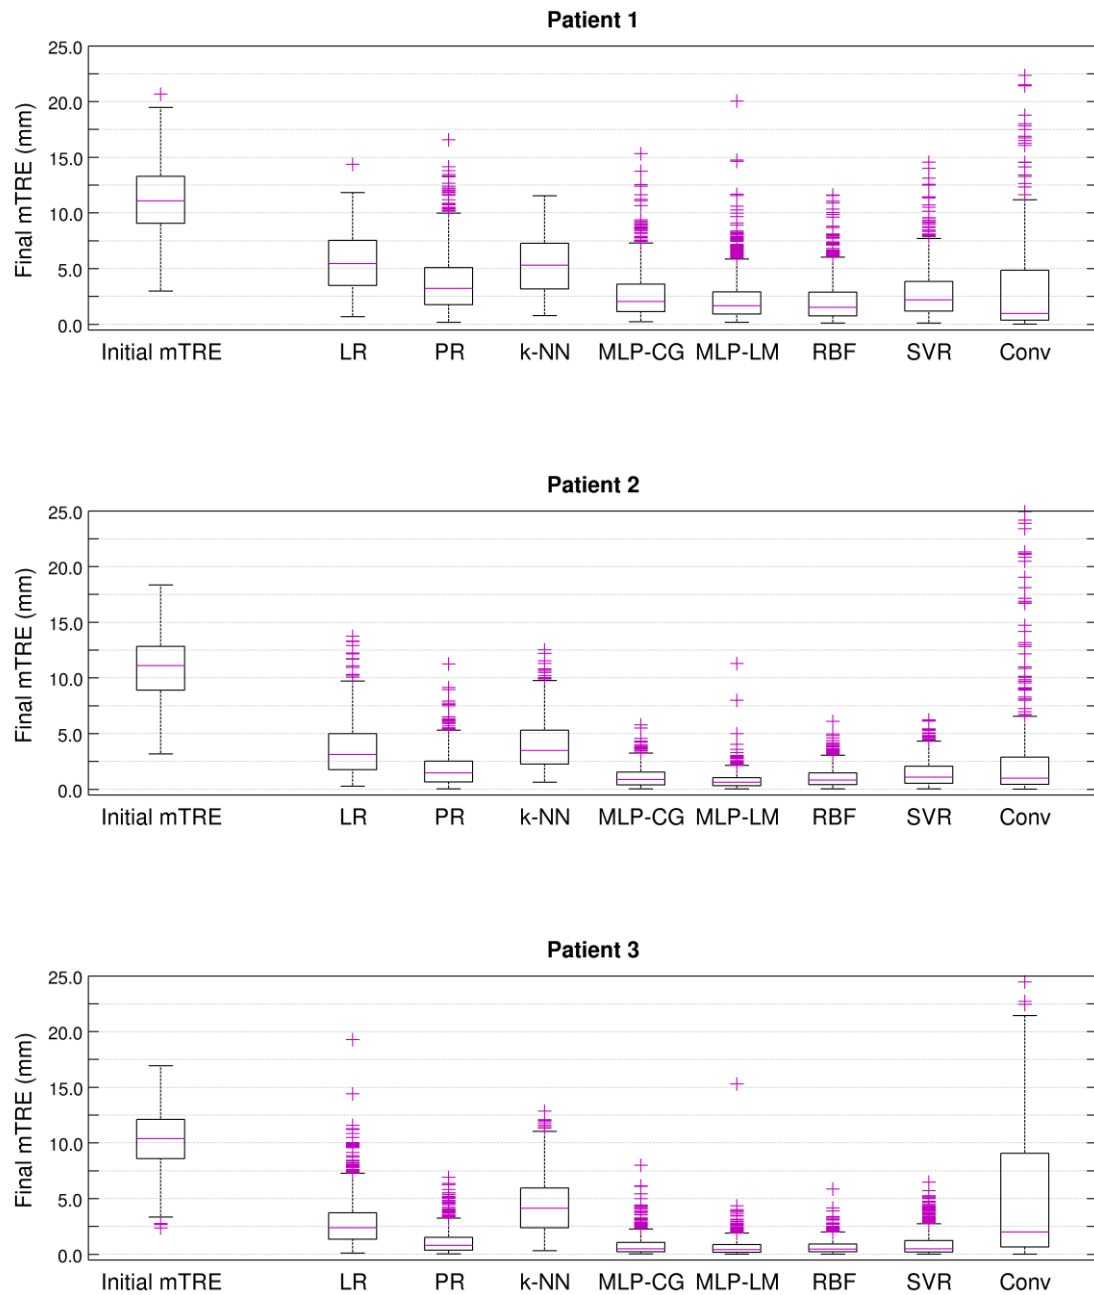 Patient 1
Final mTRE (mm)
25.0
20.0
15.0
10.0
5.0
0.0
Initial mTRE LR PR k-NN MLP-CG MLP-LM RBF SVR Conv
Patient 2
Final mTRE (mm)
25.0
20.0
15.0
10.0
5.0
0.0
Initial mTRE LR PR k-NN MLP-CG MLP-LM RBF SVR Conv
Patient 3
Final mTRE (mm)
25.0
20.0
15.0
10.0
5.0
0.0
Initial mTRE LR PR k-NN MLP-CG MLP-LM RBF SVR Conv